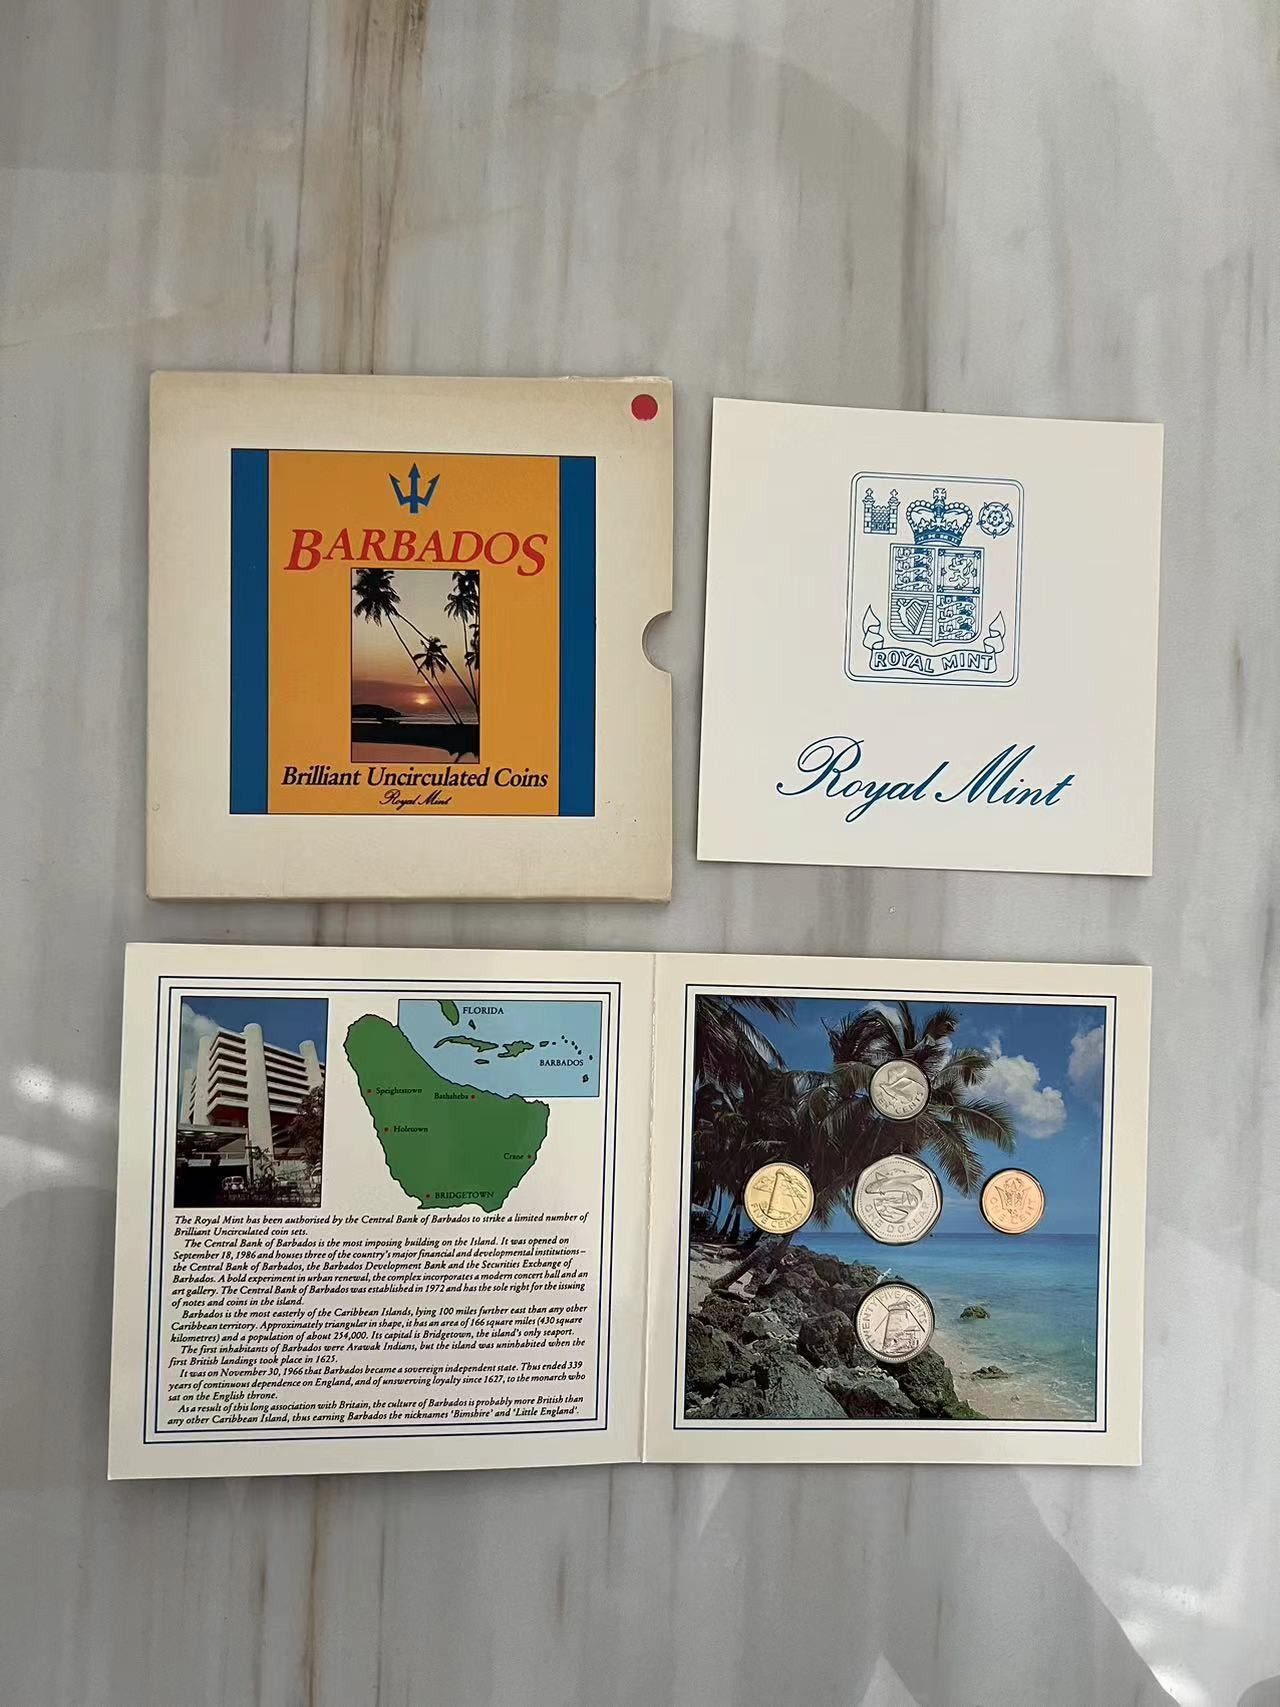 BARBADOS
Brilliant Uncirculated Coins
Royal Mint
ROYAL MINT
Royal Mint
FLORIDA
BARBADOS
Speightstown
Bathsheba
Holetown
Crane
BRIDGETOWN
The Royal Mint has been authorised by the Central Bank of Barbados to strike a limited number of
Brilliant Uncirculated coin sets.
The Central Bank of Barbados is the most imposing building on the Island. It was opened on
September 18, 1986 and houses three of the country's major financial and developmental institutions –
the Central Bank of Barbados, the Barbados Development Bank and the Securities Exchange of
Barbados. A bold experiment in urban renewal, the complex incorporates a modern concert hall and an
art gallery. The Central Bank of Barbados was established in 1972 and has the sole right for the issuing
of notes and coins in the island.
Barbados is the most easterly of the Caribbean Islands, lying 100 miles further east than any other
Caribbean territory. Approximately triangular in shape, it has an area of 166 square miles (430 square
kilometres) and a population of about 254,000. Its capital is Bridgetown, the island's only seaport.
The first inhabitants of Barbados were Arawak Indians, but the island was uninhabited when the
first British landings took place in 1625.
It was on November 30, 1966 that Barbados became a sovereign independent state. Thus ended 339
years of continuous dependence on England, and of unswerving loyalty since 1627, to the monarch who
sat on the English throne.
As a result of this long association with Britain, the culture of Barbados is probably more British than
any other Caribbean Island, thus earning Barbados the nicknames 'Bimshire' and 'Little England'.
TEN CENTS
FIVE CENTS
ONE DOLLAR
ONE CENT
TWENTY FIVE CENTS